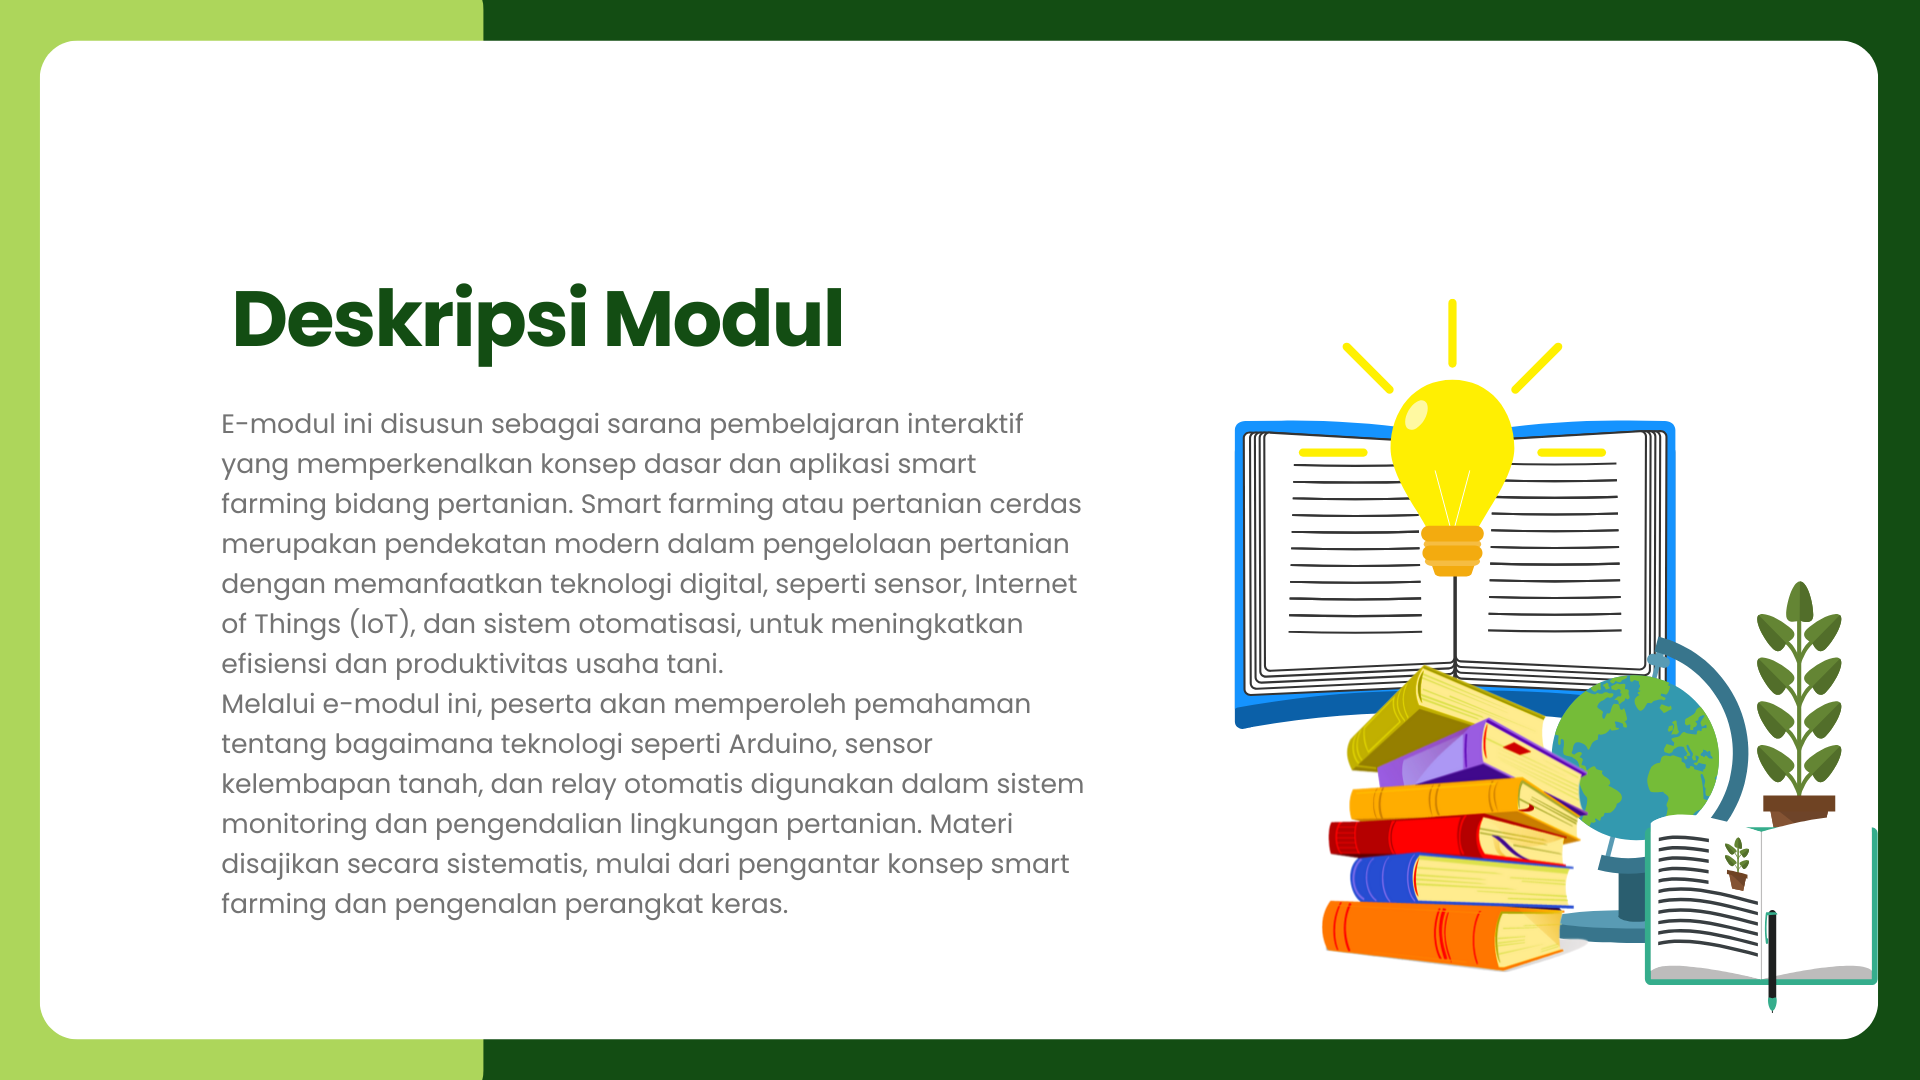 Deskripsi Modul
E-modul ini disusun sebagai sarana pembelajaran interaktif
yang memperkenalkan konsep dasar dan aplikasi smart
farming bidang pertanian. Smart farming atau pertanian cerdas
merupakan pendekatan modern dalam pengelolaan pertanian
dengan memanfaatkan teknologi digital, seperti sensor, Internet
of Things (IoT), dan sistem otomatisasi, untuk meningkatkan
efisiensi dan produktivitas usaha tani.
Melalui e-modul ini, peserta akan memperoleh pemahaman
tentang bagaimana teknologi seperti Arduino, sensor
kelembapan tanah, dan relay otomatis digunakan dalam sistem
monitoring dan pengendalian lingkungan pertanian. Materi
disajikan secara sistematis, mulai dari pengantar konsep smart
farming dan pengenalan perangkat keras.